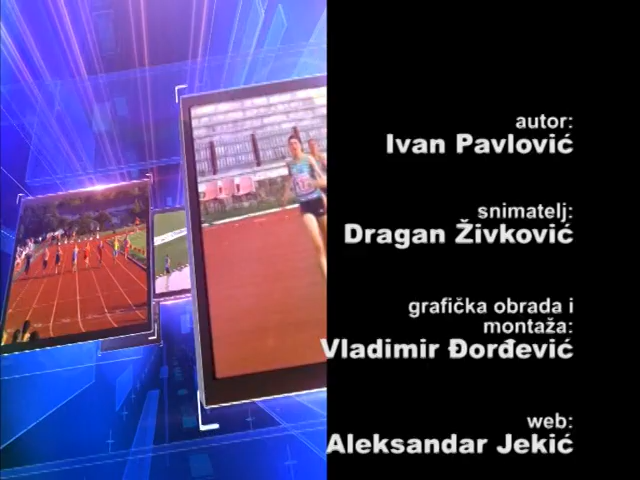 autor:
Ivan Pavlović
snimatelj:
Dragan Živković
grafička obrada i
montaža:
Vladimir Đorđević
web:
Aleksandar Jekić